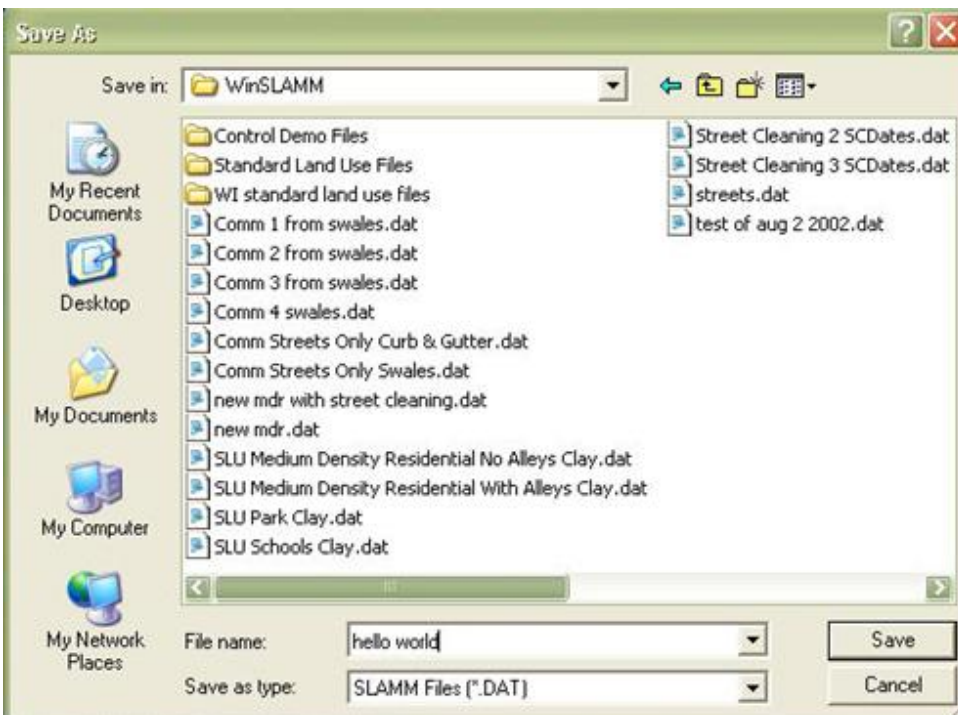 Save As
Save in: WinSLAMM
My Recent
Documents
Desktop
My Documents
My Computer
My Network
Places
Control Demo Files
Standard Land Use Files
WI standard land use files
Comm 1 from swales.dat
Comm 2 from swales.dat
Comm 3 from swales.dat
Comm 4 swales.dat
Comm Streets Only Curb & Gutter.dat
Comm Streets Only Swales.dat
new mdr with street cleaning.dat
new mdr.dat
SLU Medium Density Residential No Alleys Clay.dat
SLU Medium Density Residential With Alleys Clay.dat
SLU Park Clay.dat
SLU Schools Clay.dat
Street Cleaning 2 SCDates.dat
Street Cleaning 3 SCDates.dat
streets.dat
test of aug 2 2002.dat
File name: hello world
Save
Save as type: SLAMM Files (*.DAT)
Cancel